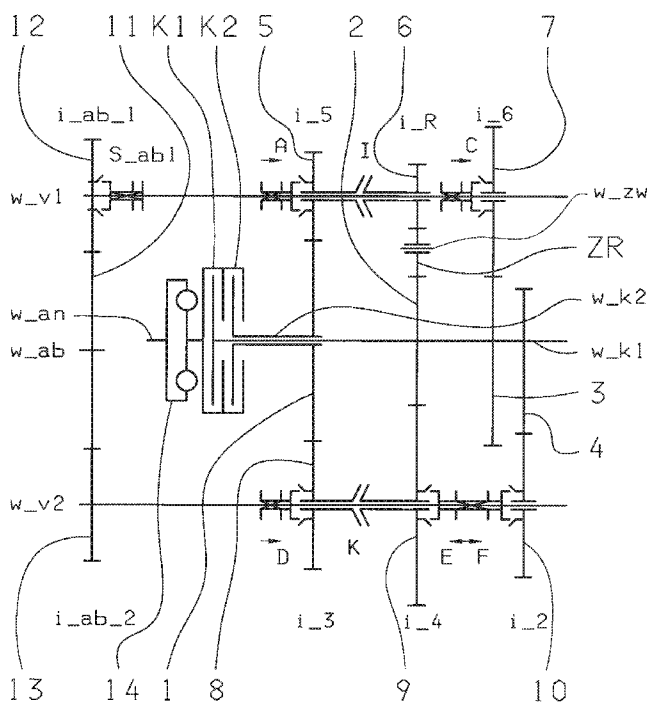 12 11 K1 K2 5 2 6 7
i_ab_1 i_5 i_R i_6
S_ab1 A I C
w_v1 w_zw
ZR
w_k2
w_an
w_ab w_k1
3
4
w_v2
D K E F
i_ab_2 i_3 i_4 i_2
13 14 1 8 9 10